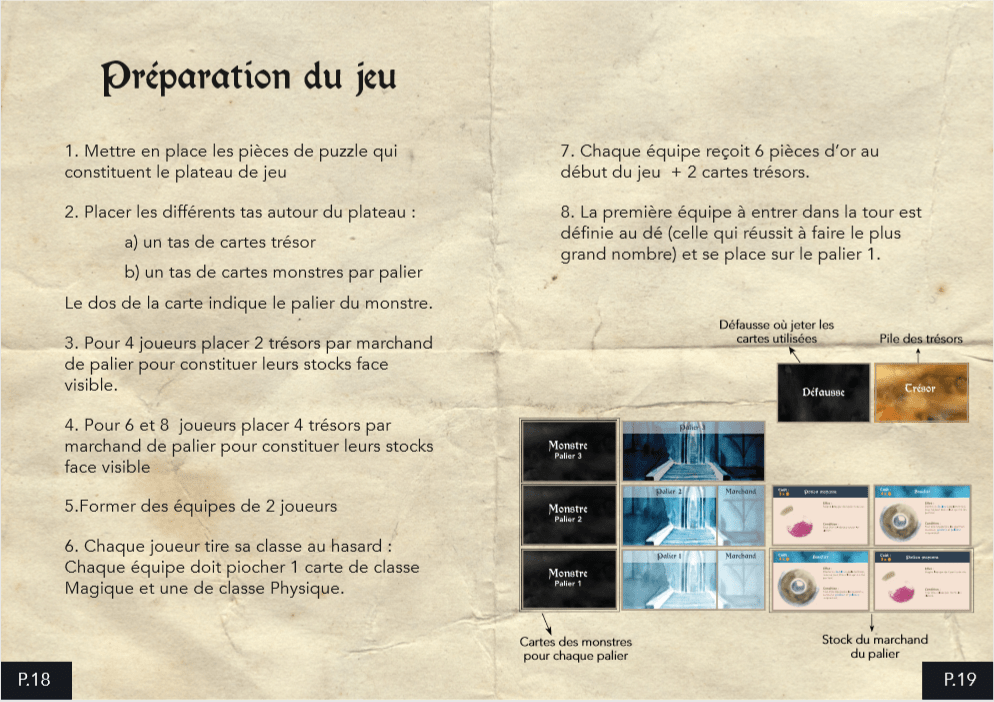 Préparation du jeu
1. Mettre en place les pièces de puzzle qui
constituent le plateau de jeu
2. Placer les différents tas autour du plateau :
a) un tas de cartes trésor
b) un tas de cartes monstres par palier
Le dos de la carte indique le palier du monstre.
3. Pour 4 joueurs placer 2 trésors par marchand
de palier pour constituer leurs stocks face
visible.
4. Pour 6 et 8  joueurs placer 4 trésors par
marchand de palier pour constituer leurs stocks
face visible
5.Former des équipes de 2 joueurs
6. Chaque joueur tire sa classe au hasard :
Chaque équipe doit piocher 1 carte de classe
Magique et une de classe Physique.
P.18
7. Chaque équipe reçoit 6 pièces d’or au
début du jeu  + 2 cartes trésors.
8. La première équipe à entrer dans la tour est
définie au dé (celle qui réussit à faire le plus
grand nombre) et se place sur le palier 1.
Défausse où jeter les
cartes utilisées
Pile des trésors
Défausse
Trésor
Monstre
Palier 3
Palier 3
Monstre
Palier 2
Palier 2
Marchand
Monstre
Palier 1
Palier 1
Marchand
Cartes des monstres
pour chaque palier
Stock du marchand
du palier
P.19